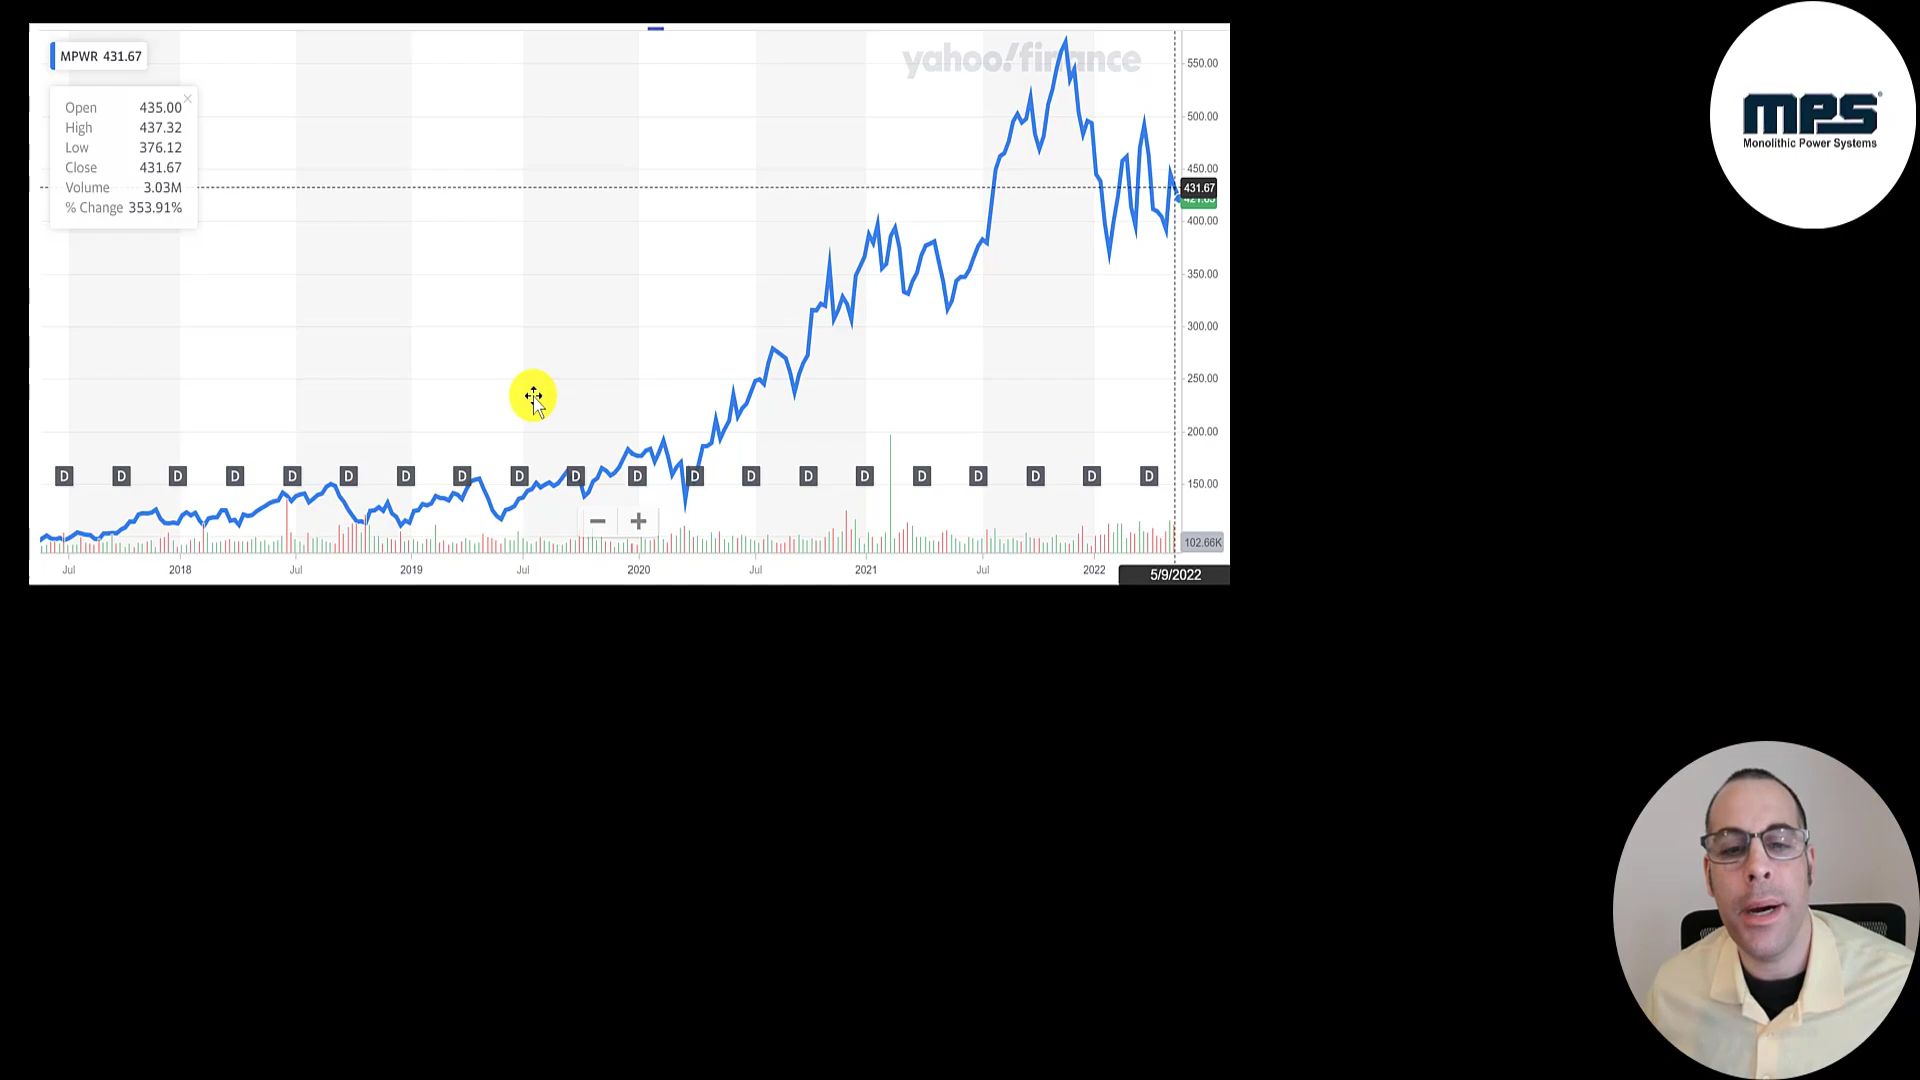 MPWR 431.67
yahoo!finance
Open 435.00
High 437.32
Low 376.12
Close 431.67
Volume 3.03M
% Change 353.91%
550.00
500.00
450.00
431.67
421.63
400.00
350.00
300.00
250.00
200.00
150.00
102.66K
D D D D D D D D D D D D D D D D D D D D
Jul 2018 Jul 2019 Jul 2020 Jul 2021 Jul 2022
5/9/2022
MPS®
Monolithic Power Systems